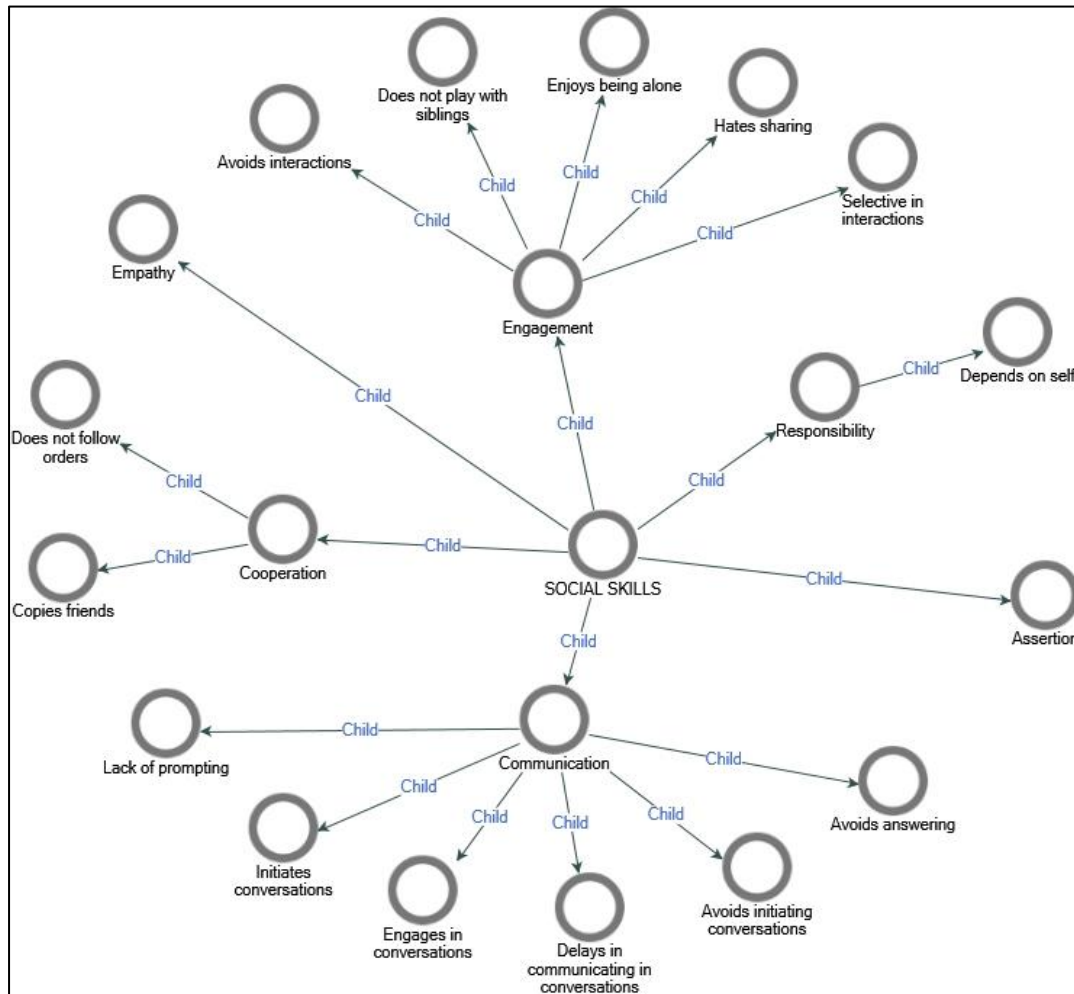 Enjoys being alone
Does not play with
siblings
Hates sharing
Avoids interactions
Child
Child
Child
Child
Selective in
interactions
Child
Empathy
Engagement
Depends on self
Child
Responsibility
Child
Child
Child
Does not follow
orders
Child
Child
Child
Copies friends
Cooperation
Child
SOCIAL SKILLS
Child
Assertion
Child
Lack of prompting
Child
Communication
Child
Avoids answering
Child
Child
Child
Child
Initiates
conversations
Engages in
conversations
Delays in
communicating in
conversations
Avoids initiating
conversations